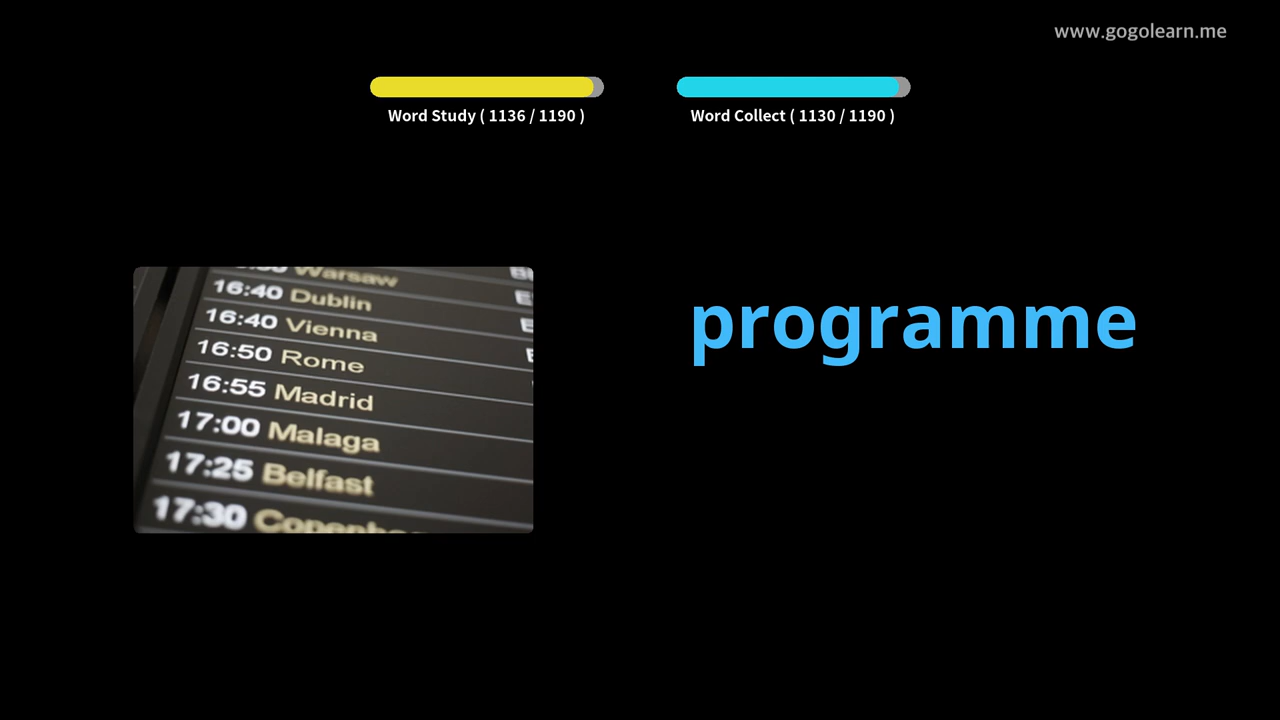 www.gogolearn.me
Word Study ( 1136 / 1190 )
Word Collect ( 1130 / 1190 )
Warsaw
16:40 Dublin
16:40 Vienna
16:50 Rome
16:55 Madrid
17:00 Malaga
17:25 Belfast
17:30
programme